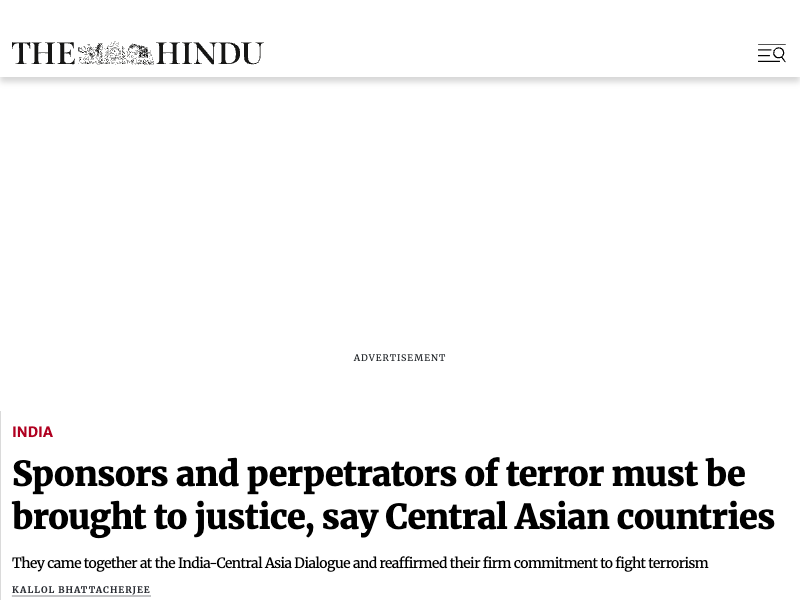 THE HINDU
ADVERTISEMENT
INDIA
Sponsors and perpetrators of terror must be
brought to justice, say Central Asian countries
They came together at the India-Central Asia Dialogue and reaffirmed their firm commitment to fight terrorism
KALLOL BHATTACHERJEE